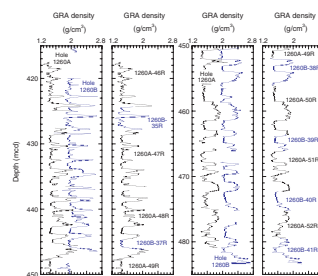 GRA density
(g/cm³)
GRA density
(g/cm³)
GRA density
(g/cm³)
GRA density
(g/cm³)
1.2 2 2.8
1.2 2 2.8
1.2 2 2.8
1.2 2 2.8
Depth (mcd)
420
430
440
450
Hole
1260A
Hole
1260B
1260A-46R
1260B-
35R
1260A-47R
1260A-48R
1260B-37R
1260A-49R
450
460
470
480
Hole
1260A
Hole
1260B
1260A-49R
1260B-38R
1260A-50R
1260B-39R
1260A-51R
1260B-40R
1260A-52R
1260B-41R